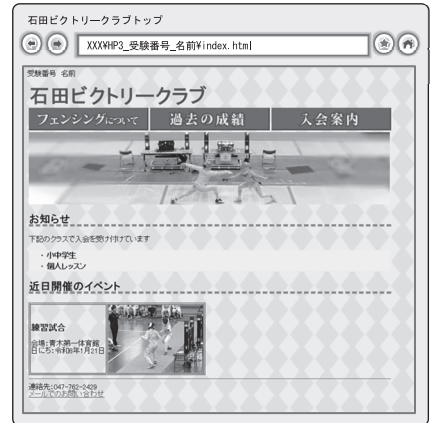 石田ビクトリークラブトップ
XXX¥HP3_受験番号_名前¥index.html
受験番号 名前
石田ビクトリークラブ
フェンシングについて 過去の成績 入会案内
お知らせ
下記のクラスで入会を受け付けています
・小中学生
・個人レッスン
近日開催のイベント
練習試合
会場:青木第一体育館
日にち:令和6年1月21日
連絡先:047-762-2429
メールでのお問い合わせ